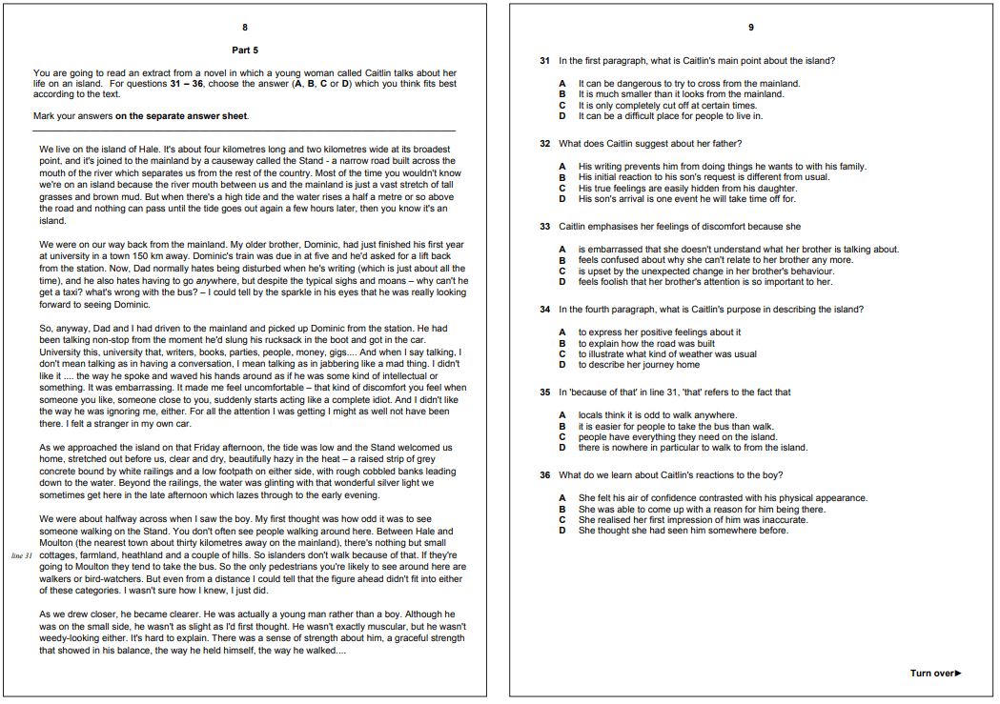 8
Part 5
You are going to read an extract from a novel in which a young woman called Caitlin talks about her
life on an island. For questions 31 – 36, choose the answer (A, B, C or D) which you think fits best
according to the text.
Mark your answers on the separate answer sheet.
We live on the island of Hale. It's about four kilometres long and two kilometres wide at its broadest
point, and it's joined to the mainland by a causeway called the Stand - a narrow road built across the
mouth of the river which separates us from the rest of the country. Most of the time you wouldn't know
we're on an island because the river mouth between us and the mainland is just a vast stretch of tall
grasses and brown mud. But when there's a high tide and the water rises a half a metre or so above
the road and nothing can pass until the tide goes out again a few hours later, then you know it's an
island.
We were on our way back from the mainland. My older brother, Dominic, had just finished his first year
at university in a town 150 km away. Dominic's train was due in at five and he'd asked for a lift back
from the station. Now, Dad normally hates being disturbed when he's writing (which is just about all the
time), and he also hates having to go anywhere, but despite the typical sighs and moans – why can't he
get a taxi? what's wrong with the bus? – I could tell by the sparkle in his eyes that he was really looking
forward to seeing Dominic.
So, anyway, Dad and I had driven to the mainland and picked up Dominic from the station. He had
been talking non-stop from the moment he'd slung his rucksack in the boot and got in the car.
University this, university that, writers, books, parties, people, money, gigs.... And when I say talking, I
don't mean talking as in having a conversation, I mean talking as in jabbering like a mad thing. I didn't
like it .... the way he spoke and waved his hands around as if he was some kind of intellectual or
something. It was embarrassing. It made me feel uncomfortable – that kind of discomfort you feel when
someone you like, someone close to you, suddenly starts acting like a complete idiot. And I didn't like
the way he was ignoring me, either. For all the attention I was getting I might as well not have been
there. I felt a stranger in my own car.
As we approached the island on that Friday afternoon, the tide was low and the Stand welcomed us
home, stretched out before us, clear and dry, beautifully hazy in the heat – a raised strip of grey
concrete bound by white railings and a low footpath on either side, with rough cobbled banks leading
down to the water. Beyond the railings, the water was glinting with that wonderful silver light we
sometimes get here in the late afternoon which lazes through to the early evening.
We were about halfway across when I saw the boy. My first thought was how odd it was to see
someone walking on the Stand. You don't often see people walking around here. Between Hale and
Moulton (the nearest town about thirty kilometres away on the mainland), there's nothing but small
line 31 cottages, farmland, heathland and a couple of hills. So islanders don't walk because of that. If they're
going to Moulton they tend to take the bus. So the only pedestrians you're likely to see around here are
walkers or bird-watchers. But even from a distance I could tell that the figure ahead didn't fit into either
of these categories. I wasn't sure how I knew, I just did.
As we drew closer, he became clearer. He was actually a young man rather than a boy. Although he
was on the small side, he wasn't as slight as I'd first thought. He wasn't exactly muscular, but he wasn't
weedy-looking either. It's hard to explain. There was a sense of strength about him, a graceful strength
that showed in his balance, the way he held himself, the way he walked....
9
31 In the first paragraph, what is Caitlin's main point about the island?
A It can be dangerous to try to cross from the mainland.
B It is much smaller than it looks from the mainland.
C It is only completely cut off at certain times.
D It can be a difficult place for people to live in.
32 What does Caitlin suggest about her father?
A His writing prevents him from doing things he wants to with his family.
B His initial reaction to his son's request is different from usual.
C His true feelings are easily hidden from his daughter.
D His son's arrival is one event he will take time off for.
33 Caitlin emphasises her feelings of discomfort because she
A is embarrassed that she doesn't understand what her brother is talking about.
B feels confused about why she can't relate to her brother any more.
C is upset by the unexpected change in her brother's behaviour.
D feels foolish that her brother's attention is so important to her.
34 In the fourth paragraph, what is Caitlin's purpose in describing the island?
A to express her positive feelings about it
B to explain how the road was built
C to illustrate what kind of weather was usual
D to describe her journey home
35 In 'because of that' in line 31, 'that' refers to the fact that
A locals think it is odd to walk anywhere.
B it is easier for people to take the bus than walk.
C people have everything they need on the island.
D there is nowhere in particular to walk to from the island.
36 What do we learn about Caitlin's reactions to the boy?
A She felt his air of confidence contrasted with his physical appearance.
B She was able to come up with a reason for him being there.
C She realised her first impression of him was inaccurate.
D She thought she had seen him somewhere before.
Turn over►